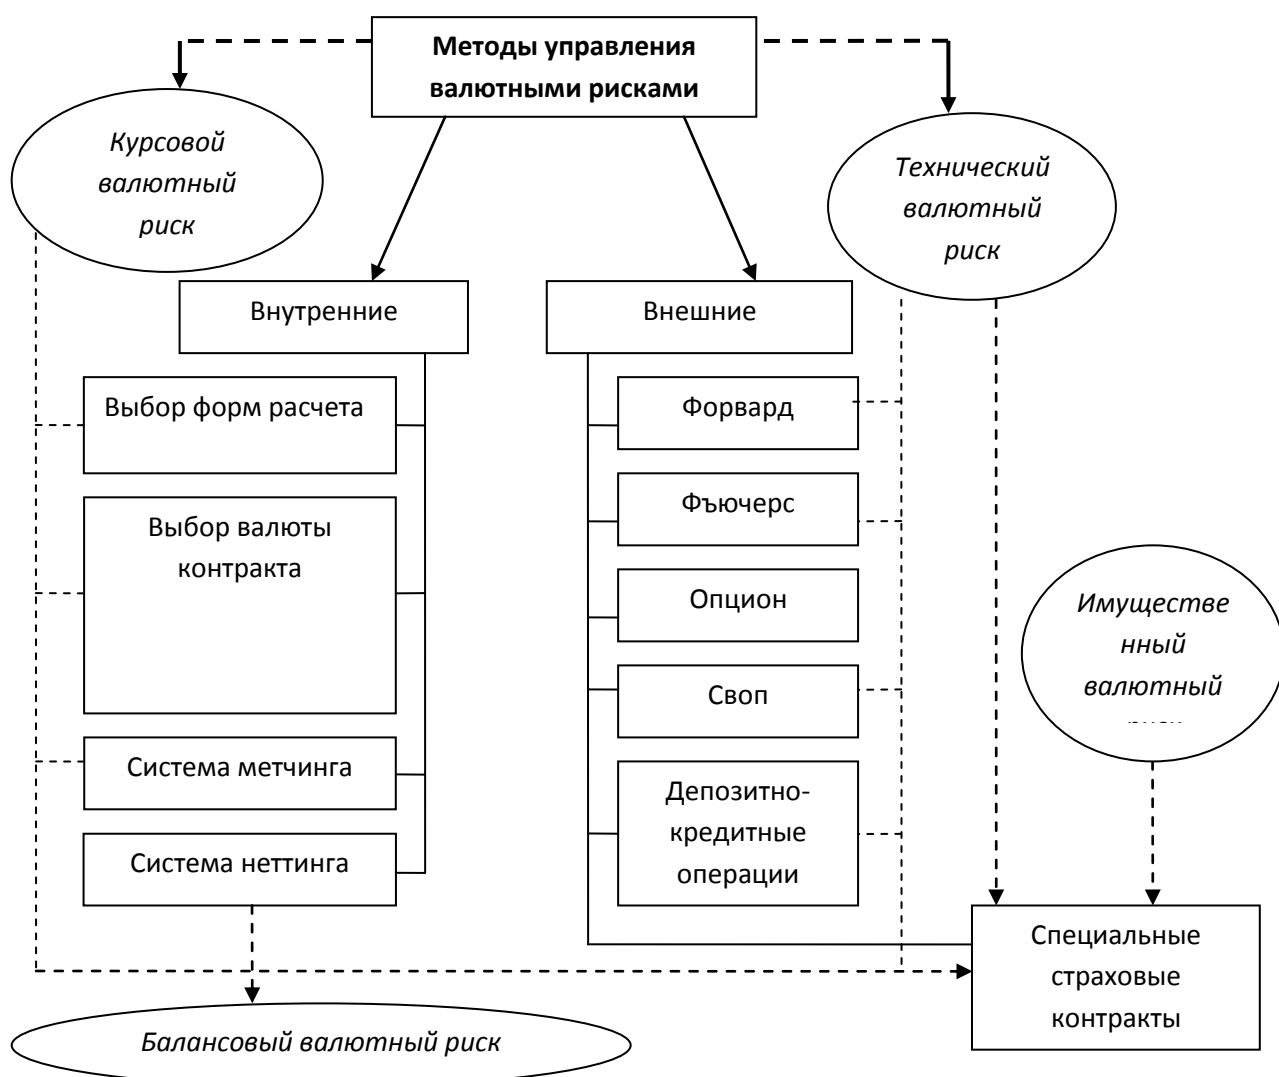 Методы управления
валютными рисками
Курсовой
валютный
риск
Технический
валютный
риск
Внутренние
Внешние
Выбор форм расчета
Выбор валюты
контракта
Система метчинга
Система неттинга
Форвард
Фъючерс
Опцион
Своп
Депозитно-
кредитные
операции
Имуществе
нный
валютный
Специальные
страховые
контракты
Балансовый валютный риск